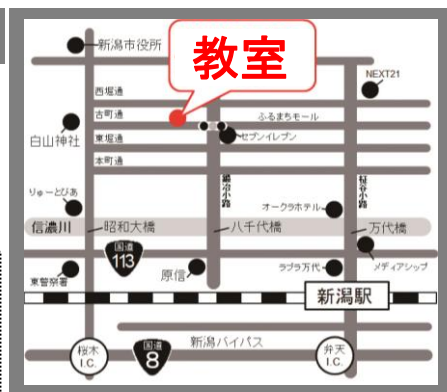 新潟市役所
教室
NEXT21
西堀通
古町通
ふるまちモール
白山神社
東堀通
セブンイレブン
本町通
鍛冶小路
柾谷小路
りゅーとぴあ
オークラホテル
信濃川
昭和大橋
八千代橋
万代橋
国道
113
東警察署
原信
ラブラ万代
メディアシップ
新潟駅
桜木
I.C.
国道
8
新潟バイパス
弁天
I.C.